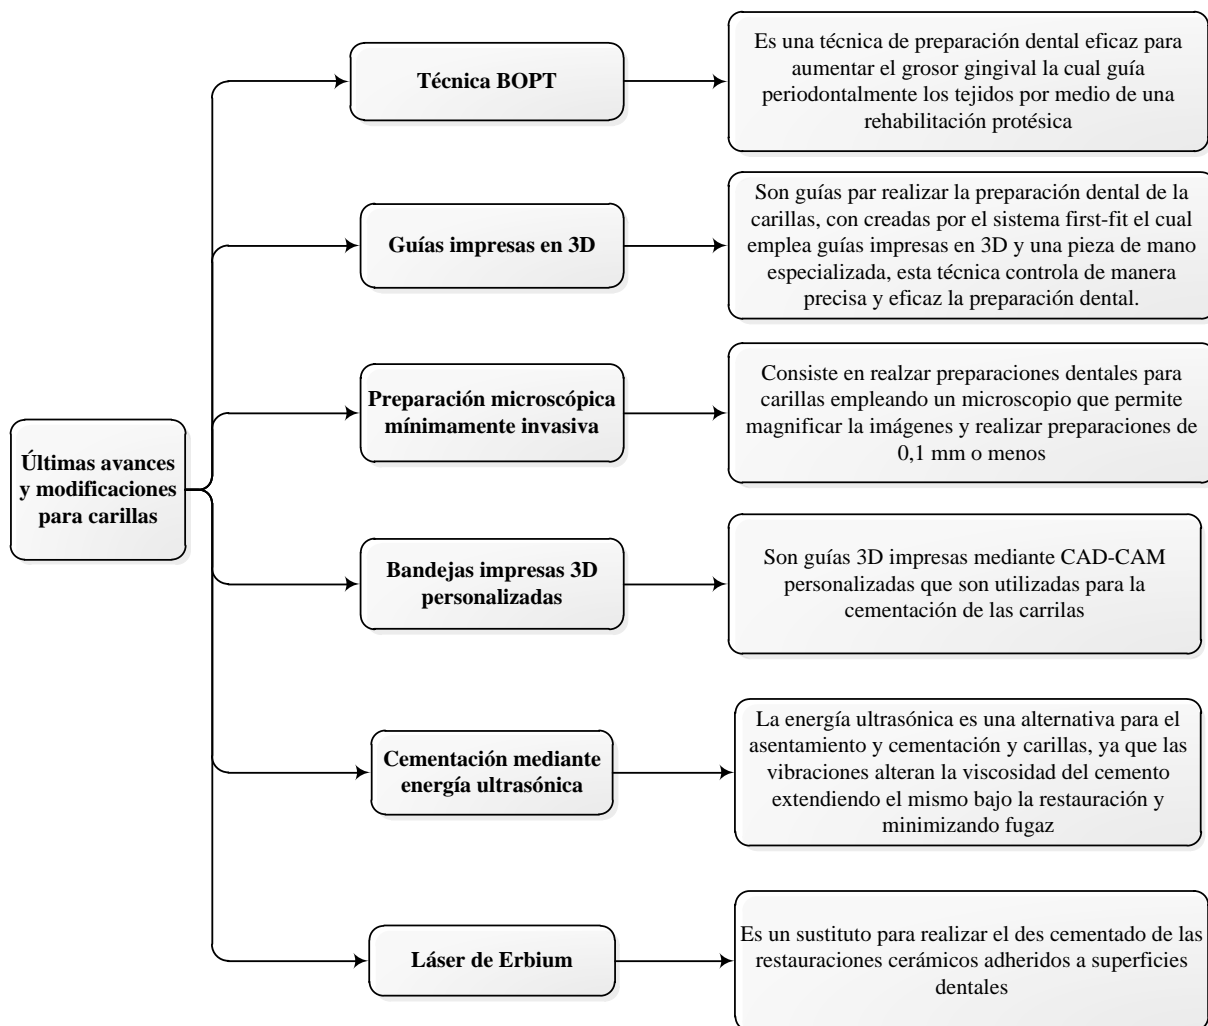 Últimas avances
y modificaciones
para carillas
Técnica BOPT
Es una técnica de preparación dental eficaz para
aumentar el grosor gingival la cual guía
periodontalmente los tejidos por medio de una
rehabilitación protésica
Guías impresas en 3D
Son guías par realizar la preparación dental de la
carillas, con creadas por el sistema first-fit el cual
emplea guías impresas en 3D y una pieza de mano
especializada, esta técnica controla de manera
precisa y eficaz la preparación dental.
Preparación microscópica
mínimamente invasiva
Consiste en realzar preparaciones dentales para
carillas empleando un microscopio que permite
magnificar la imágenes y realizar preparaciones de
0,1 mm o menos
Bandejas impresas 3D
personalizadas
Son guías 3D impresas mediante CAD-CAM
personalizadas que son utilizadas para la
cementación de las carrilas
Cementación mediante
energía ultrasónica
La energía ultrasónica es una alternativa para el
asentamiento y cementación y carillas, ya que las
vibraciones alteran la viscosidad del cemento
extendiendo el mismo bajo la restauración y
minimizando fugaz
Láser de Erbium
Es un sustituto para realizar el des cementado de las
restauraciones cerámicos adheridos a superficies
dentales